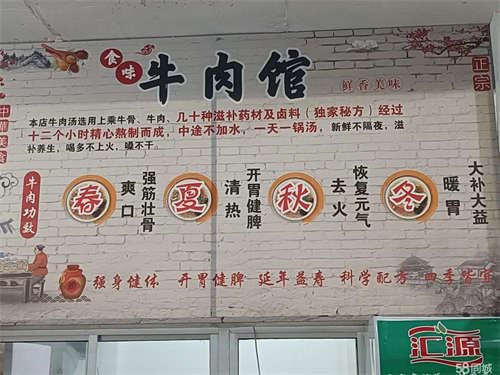 食味
牛肉馆
鲜香美味
正宗
中华美食
本店牛肉汤选用上乘牛骨、牛肉、几十种滋补药材及卤料（独家秘方）经过
十二个小时精心熬制而成，中途不加水，一天一锅汤，新鲜不隔夜，滋
补养生，喝多不上火，嗓不干。
牛肉功效
春
强筋壮骨
爽口
夏
开胃健脾
清热
秋
恢复元气
去火
冬
大补大益
暖胃
强身健体 开胃健脾 延年益寿 科学配方 四季皆宜
汇源
58同城